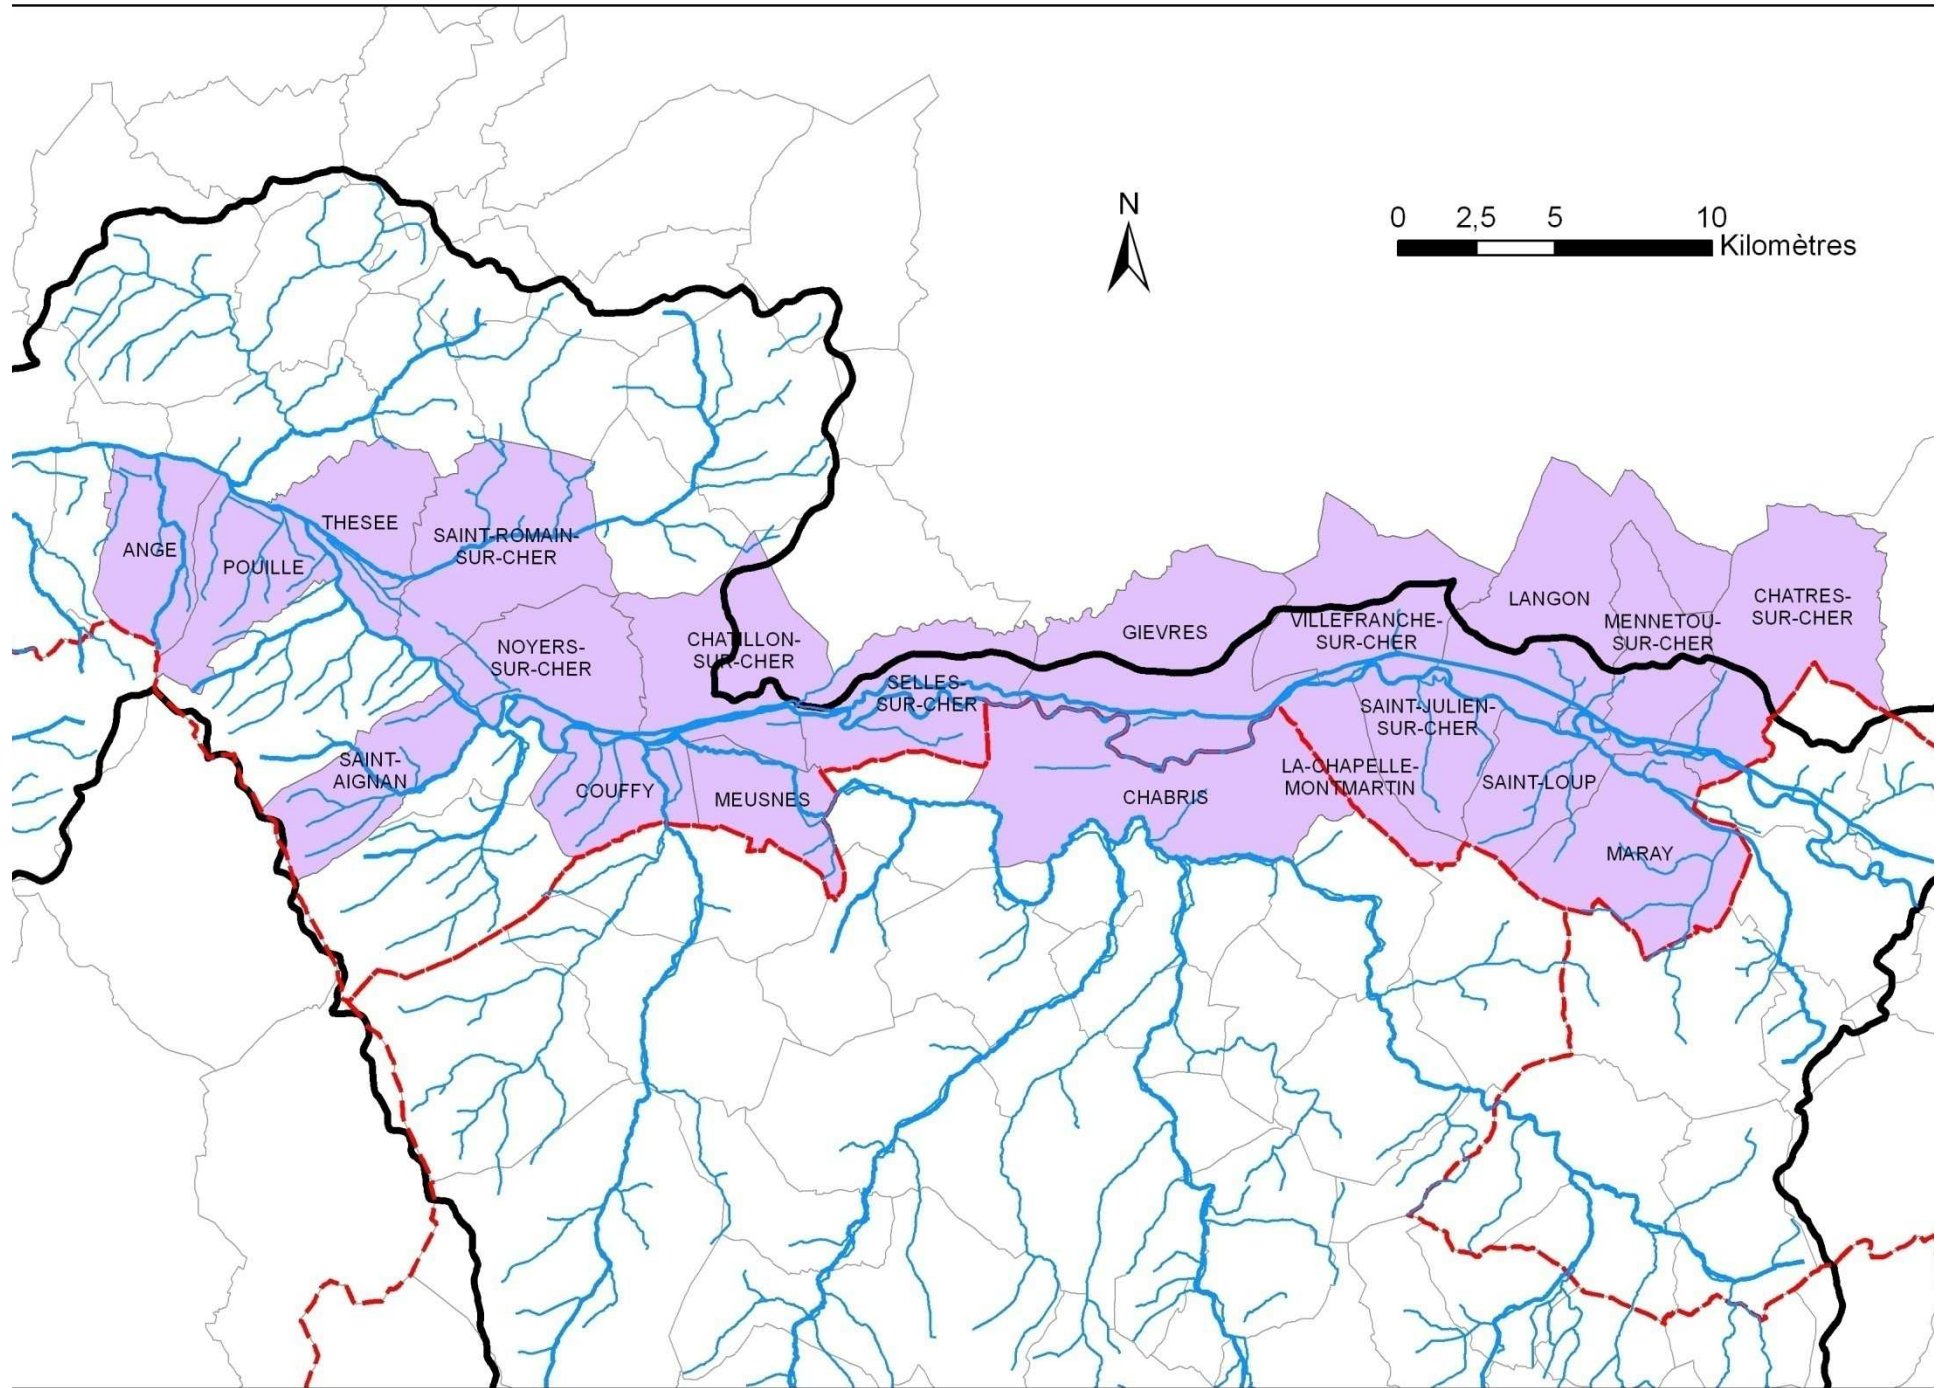 N
0 2,5 5 10
Kilomètres
THESEE
SAINT-ROMAIN-
SUR-CHER
ANGE
POUILLE
LANGON
CHATRES-
SUR-CHER
GIEVRES
VILLEFRANCHE-
SUR-CHER
MENNETOU-
SUR-CHER
NOYERS-
SUR-CHER
CHATILLON-
SUR-CHER
SELLES-
SUR-CHER
SAINT-JULIEN-
SUR-CHER
SAINT-
AIGNAN
COUFFY
MEUSNES
CHABRIS
LA-CHAPELLE-
MONTMARTIN
SAINT-LOUP
MARAY